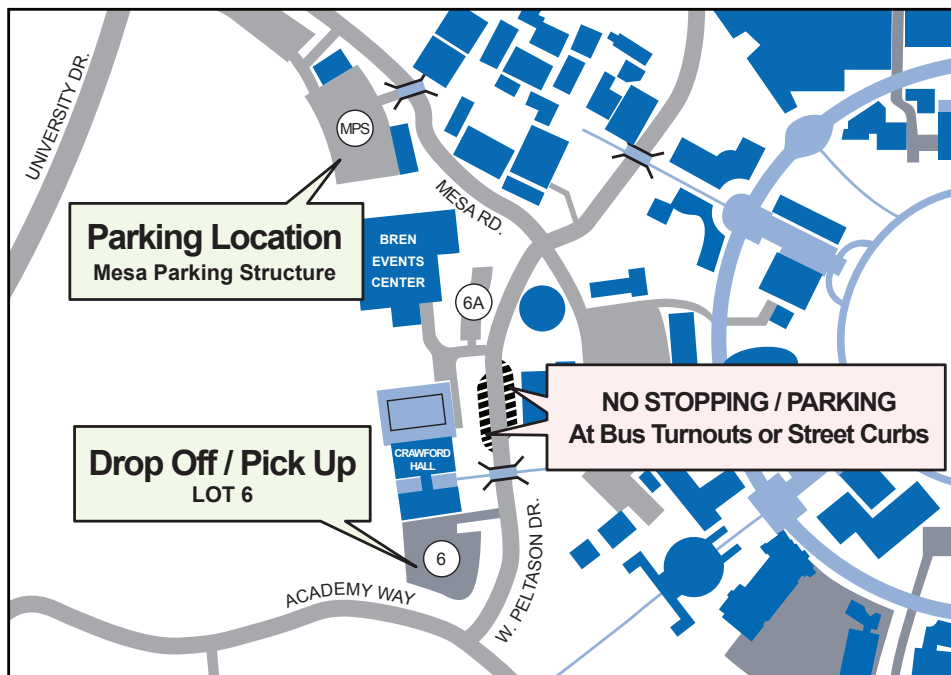 UNIVERSITY DR.
MPS
MESA RD.
Parking Location
Mesa Parking Structure
BREN
EVENTS
CENTER
6A
NO STOPPING / PARKING
At Bus Turnouts or Street Curbs
CRAWFORD
HALL
Drop Off / Pick Up
LOT 6
6
ACADEMY WAY
W. PELTASON DR.